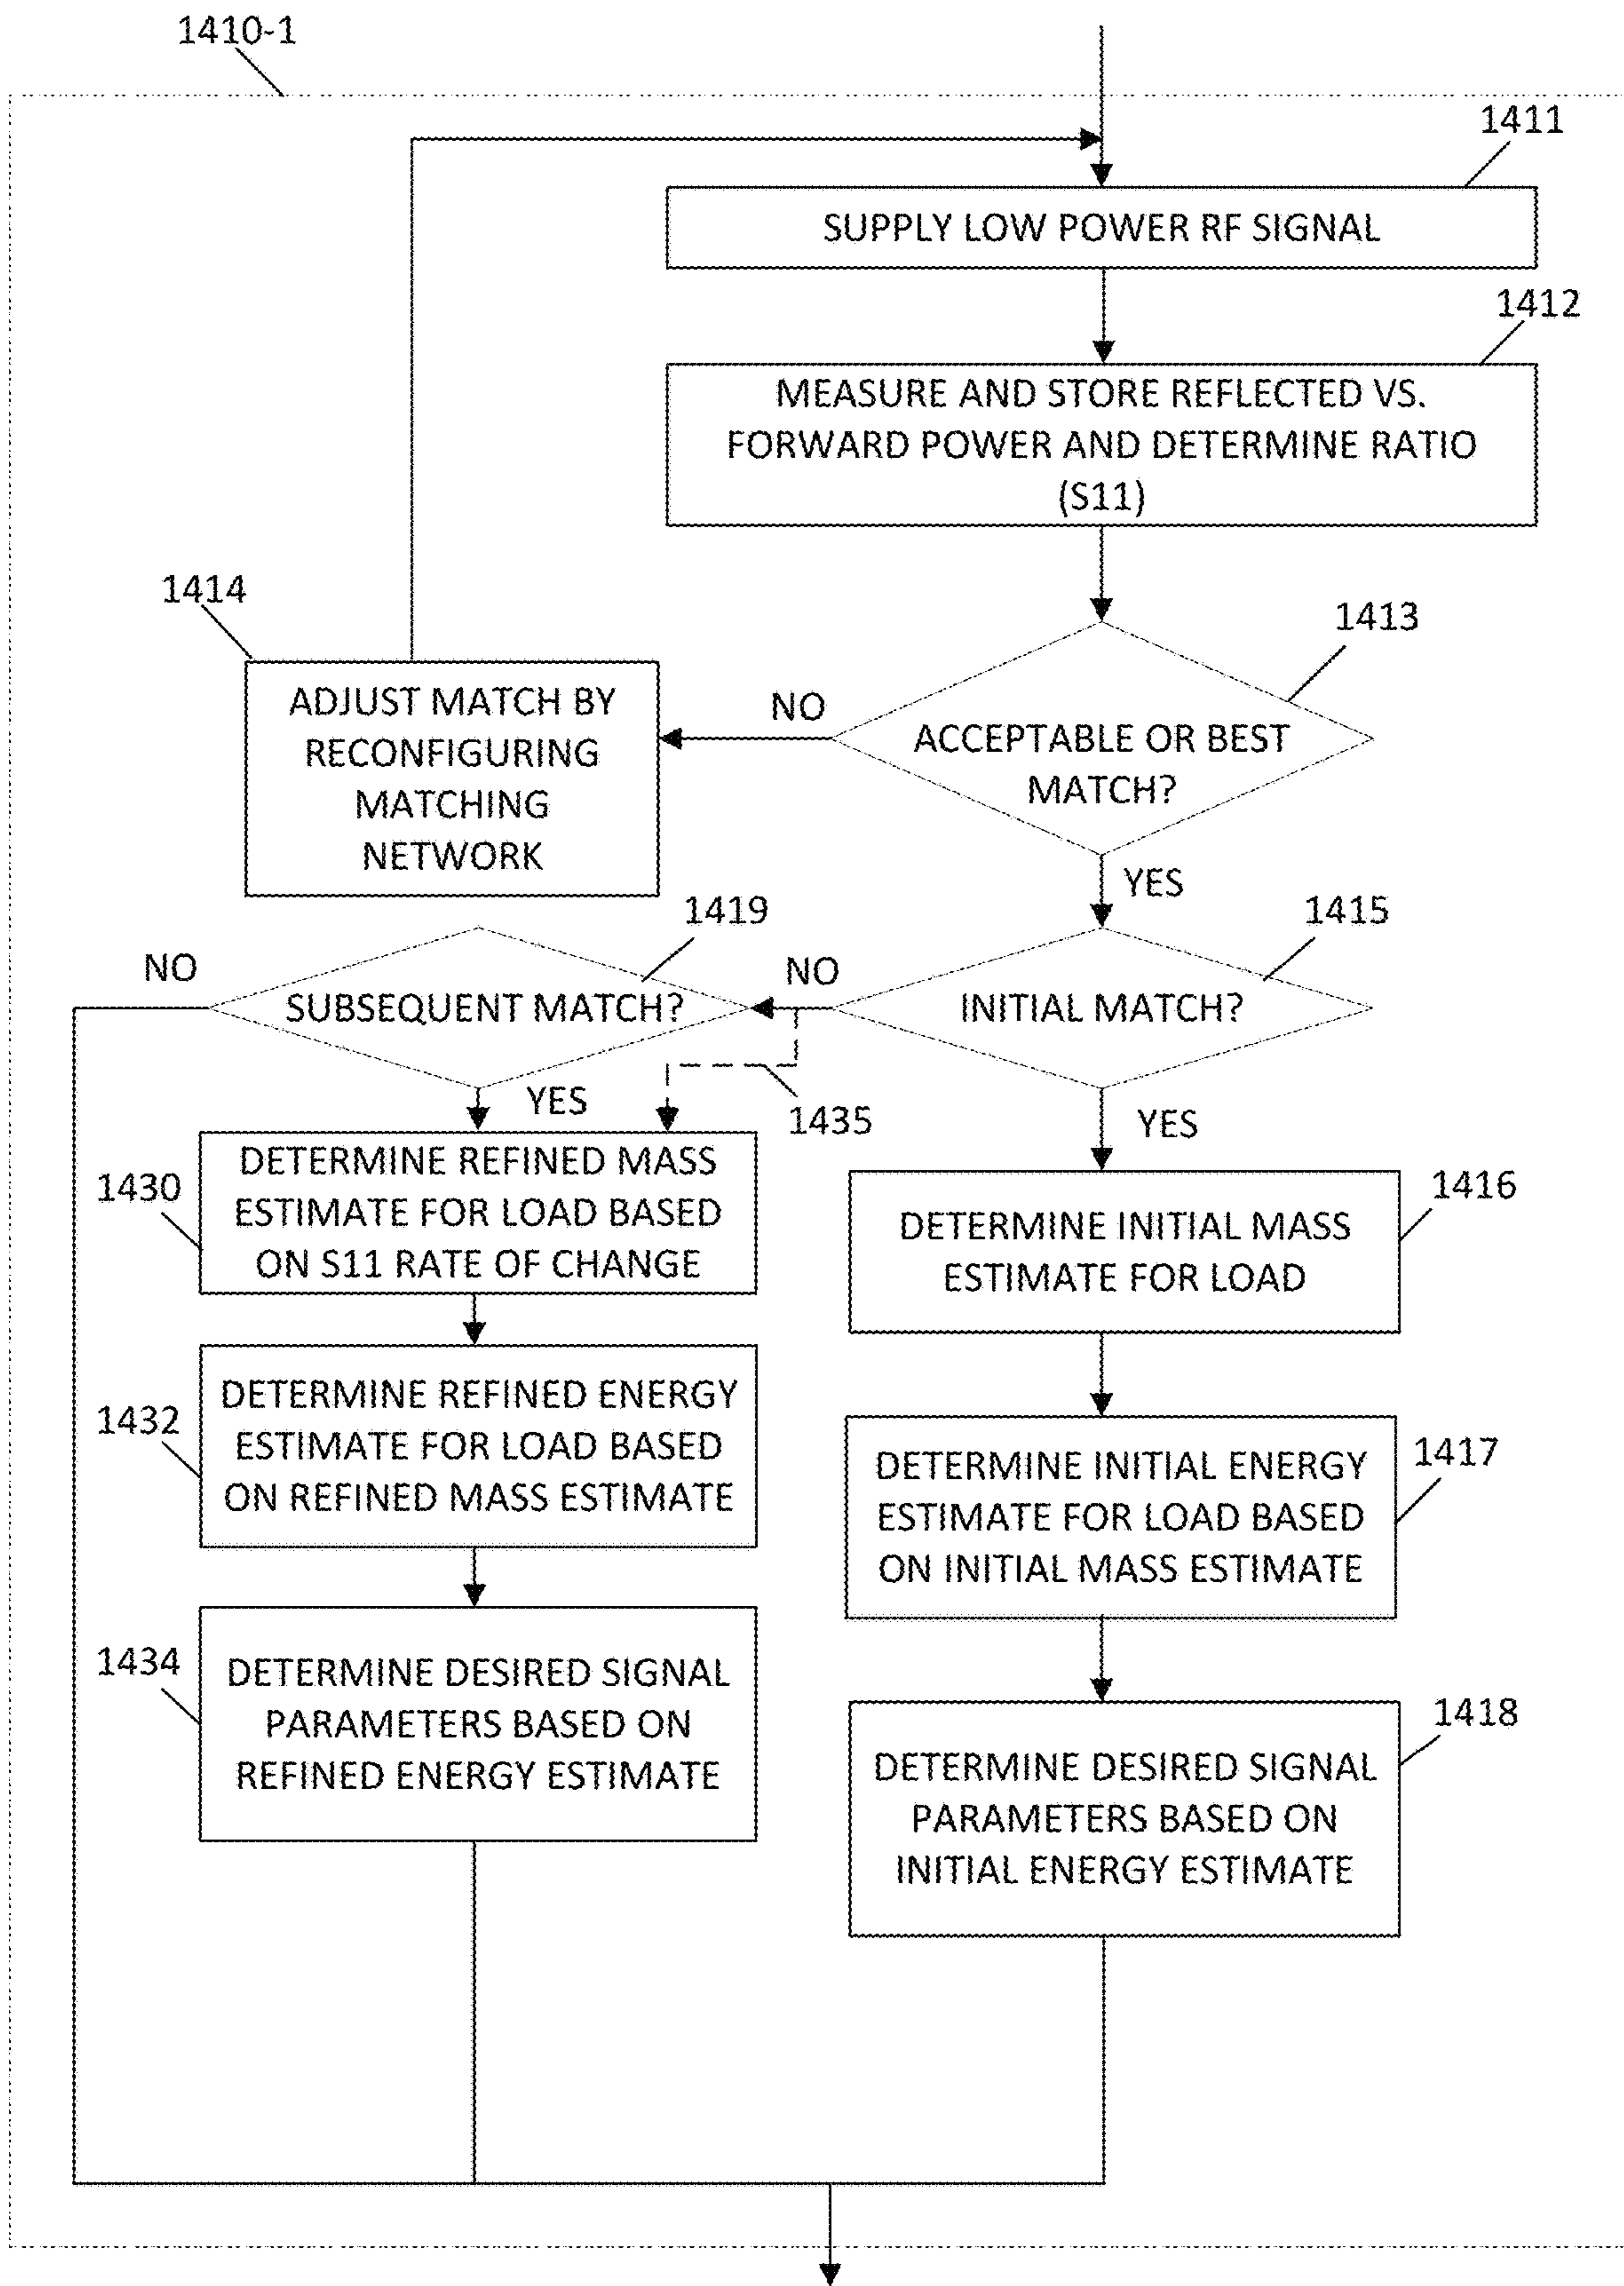 1410-1
1411
SUPPLY LOW POWER RF SIGNAL
1412
MEASURE AND STORE REFLECTED VS.
FORWARD POWER AND DETERMINE RATIO
(S11)
1414
1413
ADJUST MATCH BY
RECONFIGURING
MATCHING
NETWORK
NO
ACCEPTABLE OR BEST
MATCH?
YES
1419
1415
NO
SUBSEQUENT MATCH?
NO
INITIAL MATCH?
YES
1435
YES
1430
DETERMINE REFINED MASS
ESTIMATE FOR LOAD BASED
ON S11 RATE OF CHANGE
1416
DETERMINE INITIAL MASS
ESTIMATE FOR LOAD
1432
DETERMINE REFINED ENERGY
ESTIMATE FOR LOAD BASED
ON REFINED MASS ESTIMATE
1417
DETERMINE INITIAL ENERGY
ESTIMATE FOR LOAD BASED
ON INITIAL MASS ESTIMATE
1434
DETERMINE DESIRED SIGNAL
PARAMETERS BASED ON
REFINED ENERGY ESTIMATE
1418
DETERMINE DESIRED SIGNAL
PARAMETERS BASED ON
INITIAL ENERGY ESTIMATE